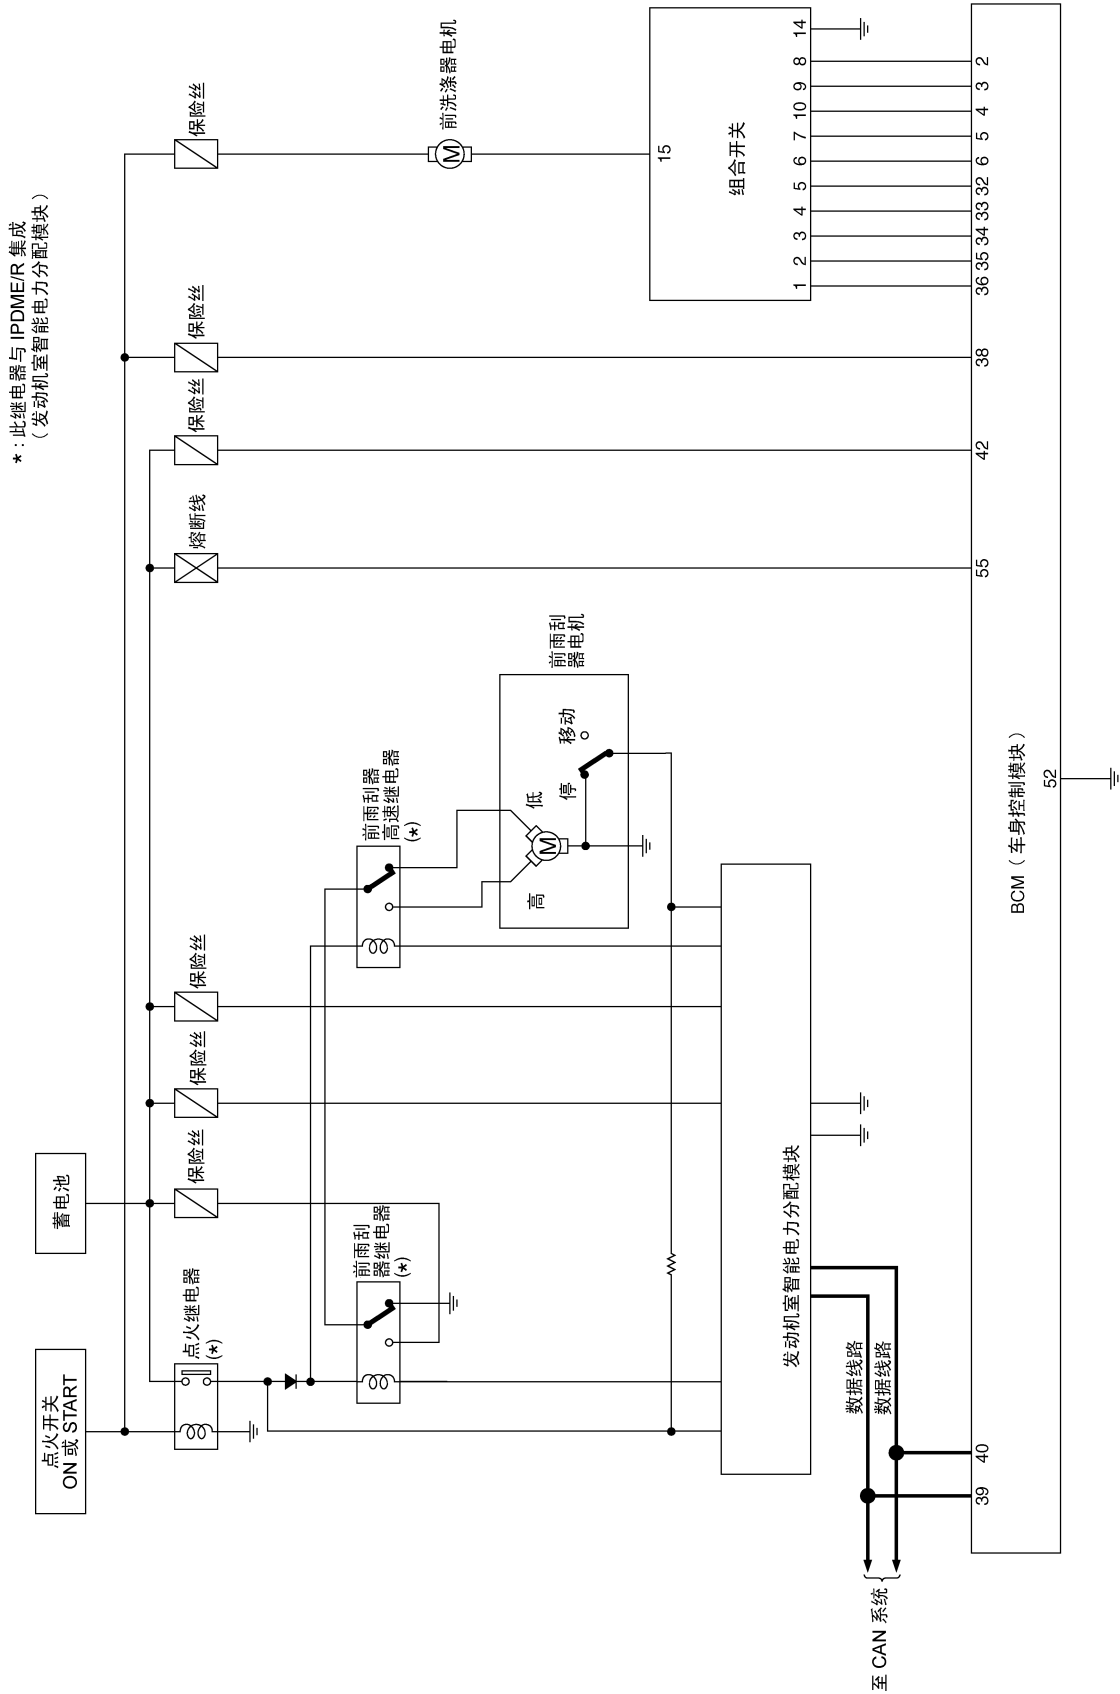 点火开关
ON 或 START
蓄电池
*：此继电器与 IPDME/R 集成
（发动机室智能电力分配模块）
点火继电器
(*)
保险丝
保险丝
保险丝
熔断线
保险丝
保险丝
保险丝
前雨刮
器继电器
(*)
前雨刮器
高速继电器
(*)
前洗涤器电机
M
前雨刮
器电机
高
低
M
停
移动
15
组合开关
1
2
3
4
5
6
7
10
9
8
14
发动机室智能电力分配模块
数据线路
数据线路
至 CAN 系统
39
40
55
42
38
36
35
34
33
32
6
5
4
3
2
BCM（车身控制模块）
52